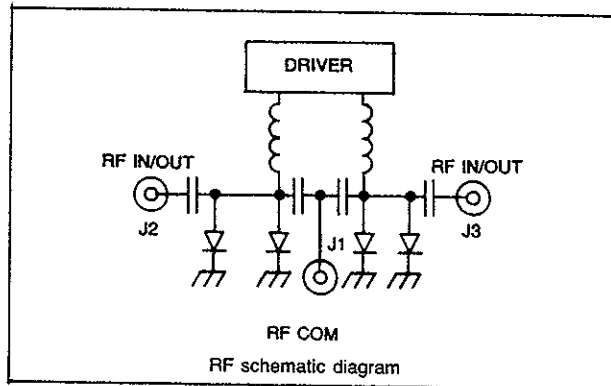 DRIVER
RF IN/OUT
RF IN/OUT
J2
J1
J3
RF COM
RF schematic diagram